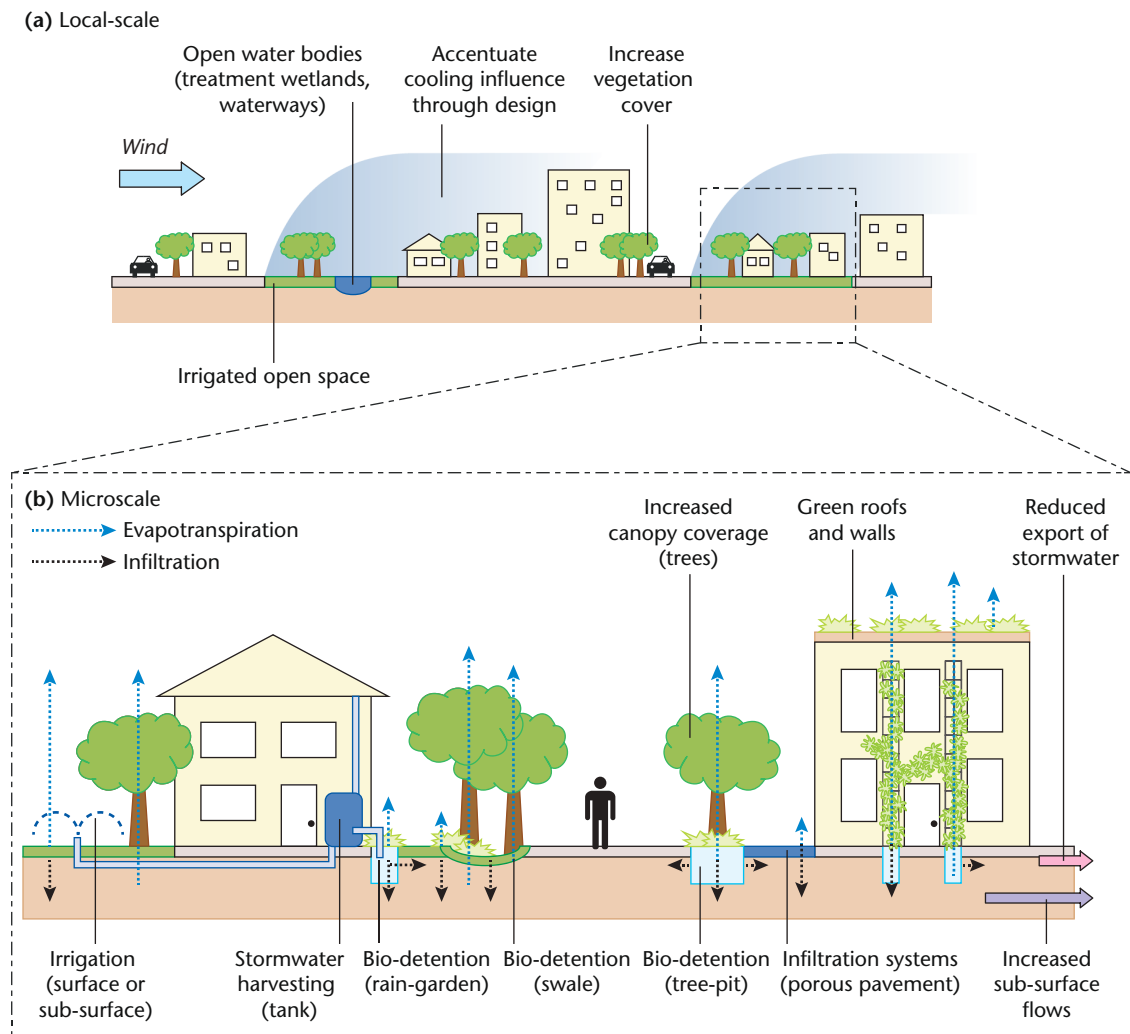 (a) Local-scale
Open water bodies
(treatment wetlands,
waterways)
Accentuate
cooling influence
through design
Increase
vegetation
cover
Wind
Irrigated open space
(b) Microscale
Evapotranspiration
Infiltration
Increased
canopy coverage
(trees)
Green roofs
and walls
Reduced
export of
stormwater
Irrigation
(surface or
sub-surface)
Stormwater
harvesting
(tank)
Bio-detention
(rain-garden)
Bio-detention
(swale)
Bio-detention
(tree-pit)
Infiltration systems
(porous pavement)
Increased
sub-surface
flows